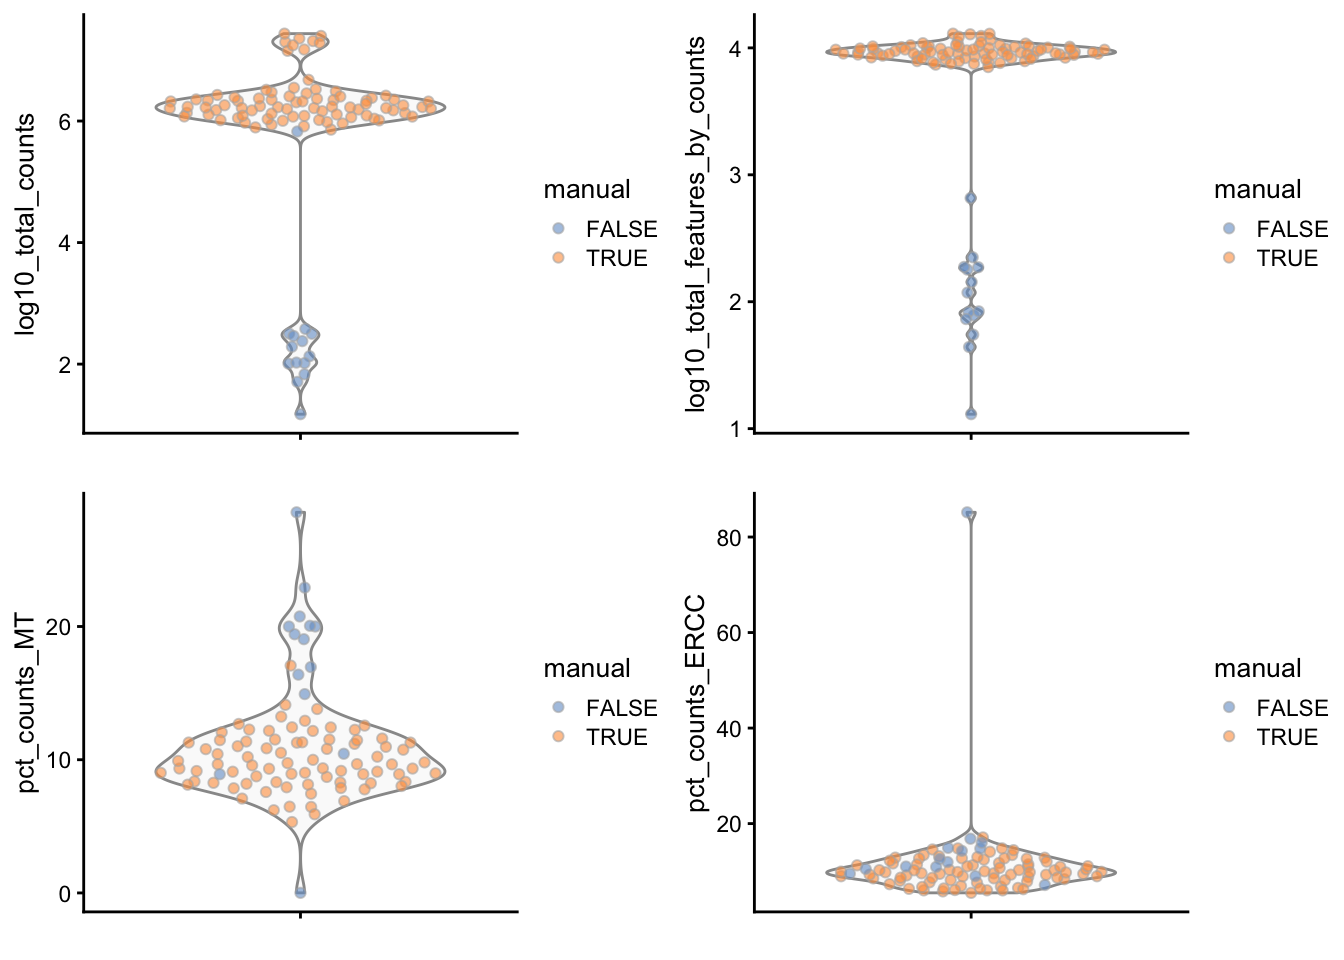 log10_total_counts
6
4
2
manual
FALSE
TRUE
log10_total_features_by_counts
4
3
2
1
manual
FALSE
TRUE
pct_counts_MT
20
10
0
manual
FALSE
TRUE
pct_counts_ERCC
80
60
40
20
manual
FALSE
TRUE